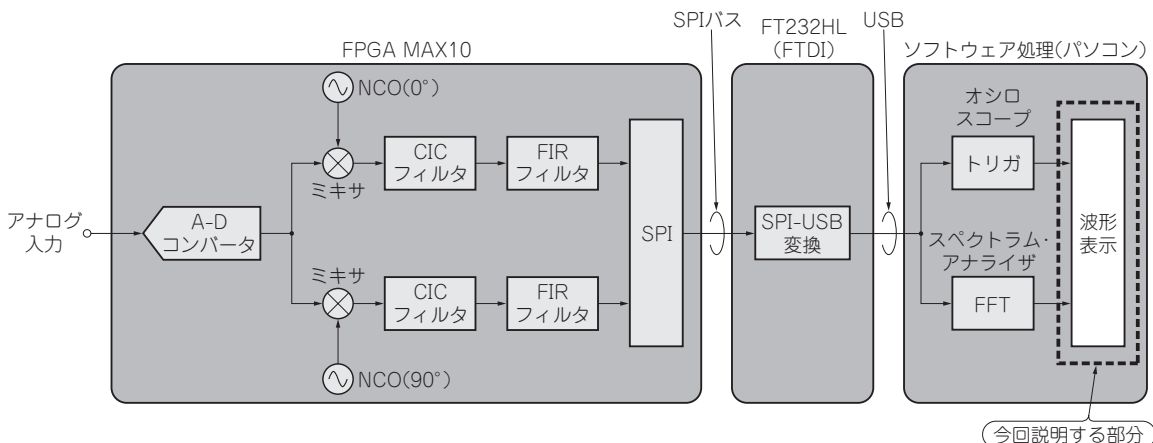 SPIバス
USB
FPGA MAX10
FT232HL
(FTDI)
ソフトウェア処理(パソコン)
NCO(0°)
オシロ
スコープ
CIC
フィルタ
FIR
フィルタ
トリガ
ミキサ
アナログ
入力
A-D
コンバータ
SPI
SPI-USB
変換
波形
表示
スペクトラム・
アナライザ
ミキサ
CIC
フィルタ
FIR
フィルタ
FFT
NCO(90°)
今回説明する部分